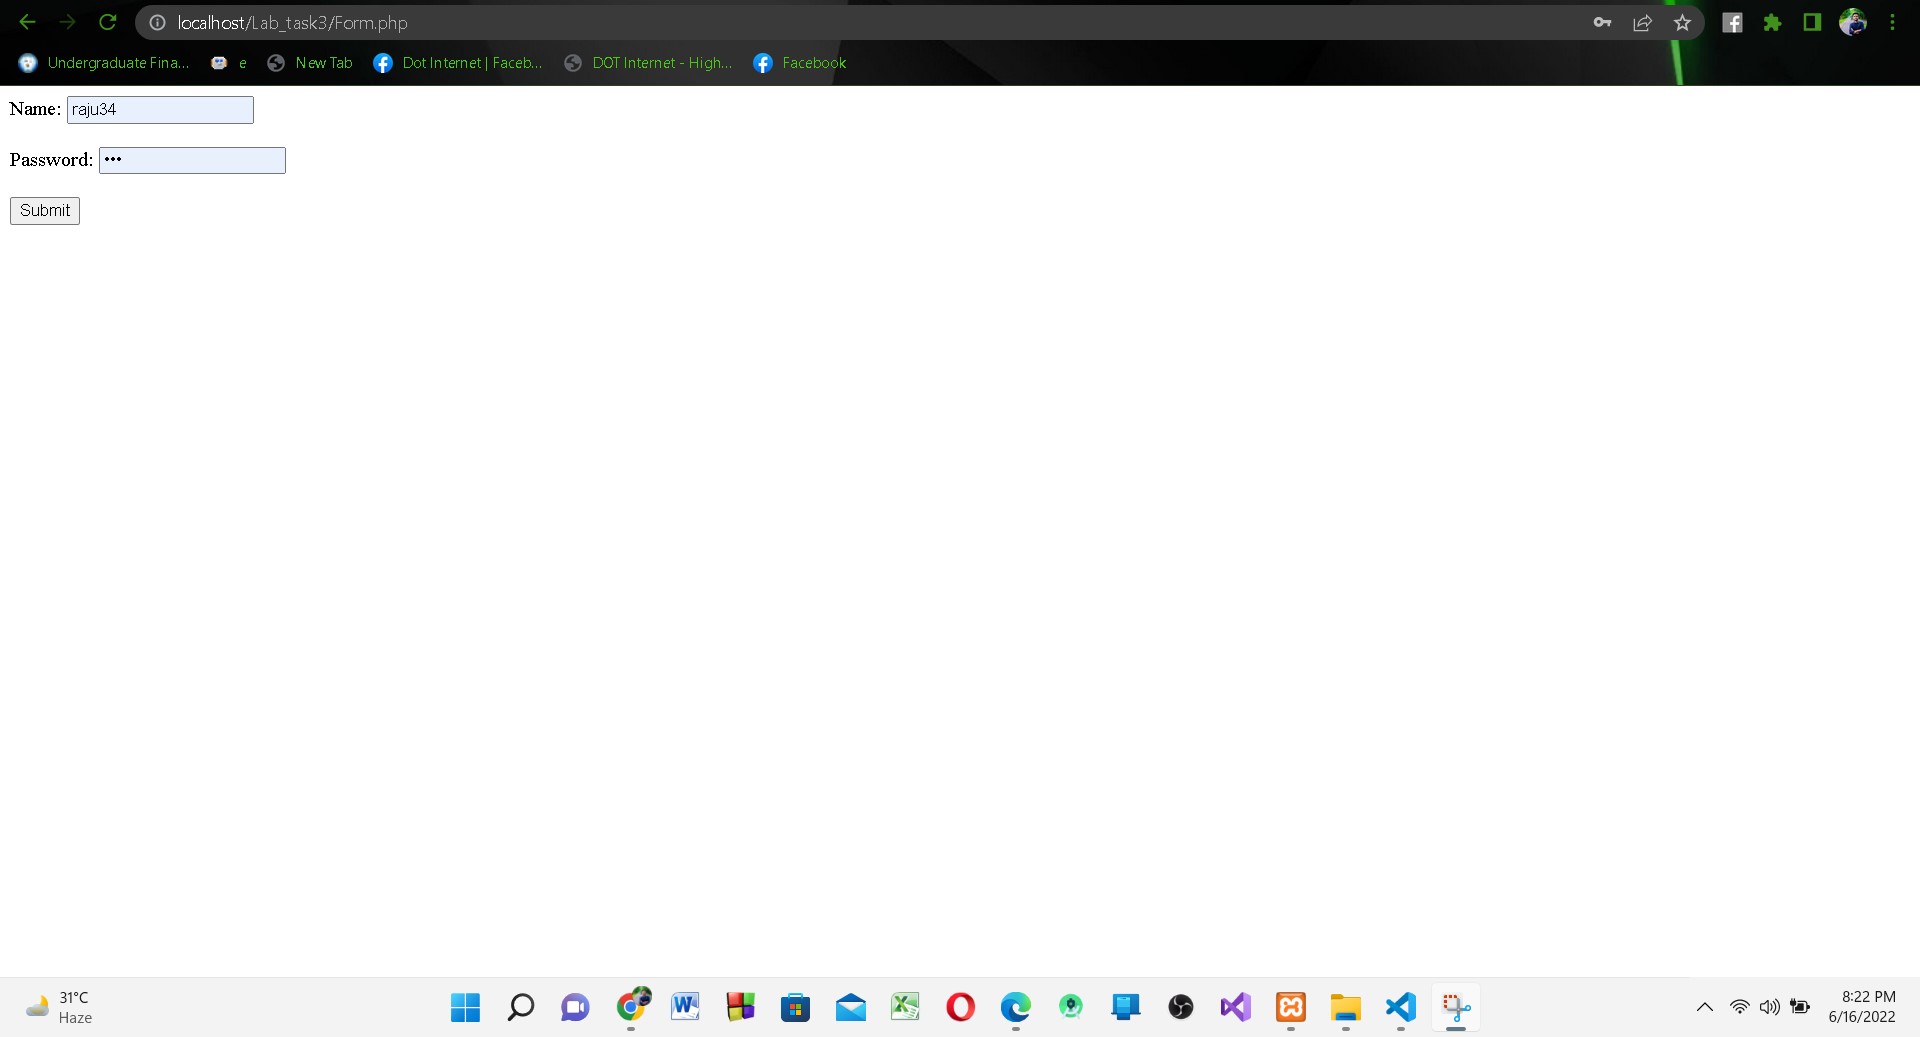 localhost/Lab_task3/Form.php
Undergraduate Fina... e New Tab Dot Internet | Faceb... DOT Internet - High... Facebook
Name: raju34
Password: •••
Submit
31°C
Haze
8:22 PM
6/16/2022